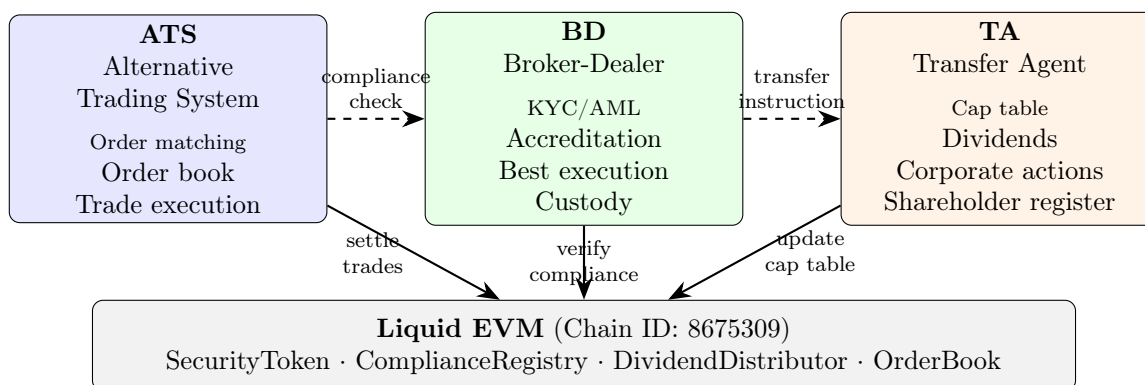 ATS
Alternative
Trading System
Order matching
Order book
Trade execution
compliance
check
BD
Broker-Dealer
KYC/AML
Accreditation
Best execution
Custody
transfer
instruction
TA
Transfer Agent
Cap table
Dividends
Corporate actions
Shareholder register
settle
trades
verify
compliance
update
cap table
Liquid EVM (Chain ID: 8675309)
SecurityToken · ComplianceRegistry · DividendDistributor · OrderBook